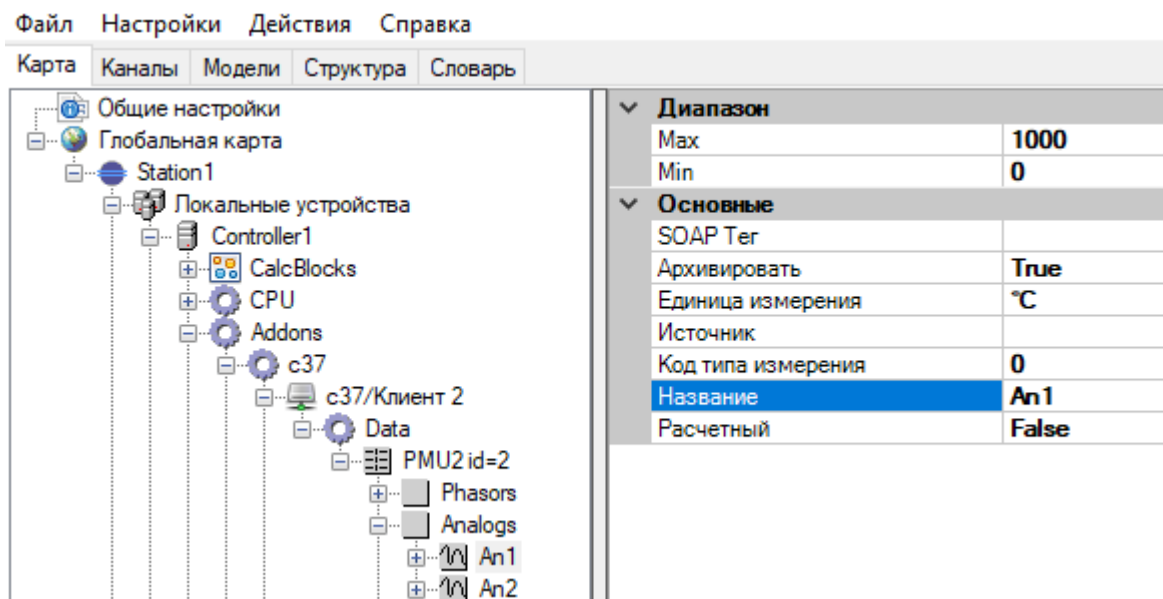 Файл Настройки Действия Справка
Карта Каналы Модели Структура Словарь
Общие настройки
Глобальная карта
Station1
Локальные устройства
Controller1
CalcBlocks
CPU
Addons
c37
c37/Клиент 2
Data
PMU2 id=2
Phasors
Analogs
An1
An2
Диапазон
Max 1000
Min 0
Основные
SOAP Тег
Архивировать True
Единица измерения °C
Источник
Код типа измерения 0
Название An1
Расчетный False